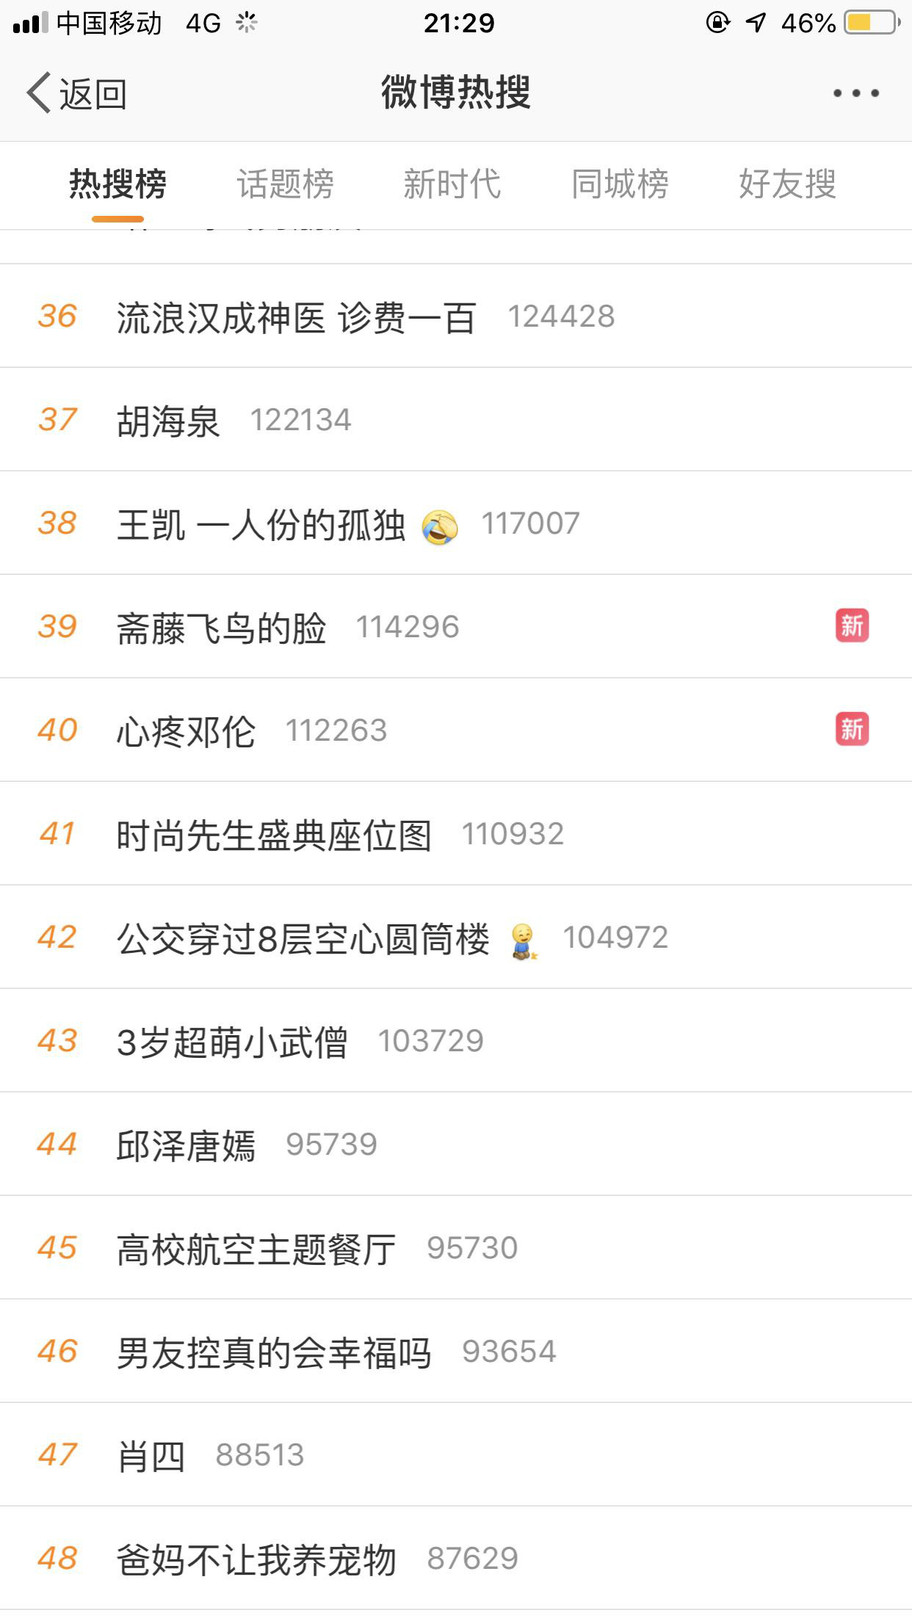 中国移动 4G 21:29 46%
返回 微博热搜
热搜榜 话题榜 新时代 同城榜 好友搜
36 流浪汉成神医 诊费一百 124428
37 胡海泉 122134
38 王凯 一人份的孤独 117007
39 斋藤飞鸟的脸 114296 新
40 心疼邓伦 112263 新
41 时尚先生盛典座位图 110932
42 公交穿过8层空心圆筒楼 104972
43 3岁超萌小武僧 103729
44 邱泽唐嫣 95739
45 高校航空主题餐厅 95730
46 男友控真的会幸福吗 93654
47 肖四 88513
48 爸妈不让我养宠物 87629